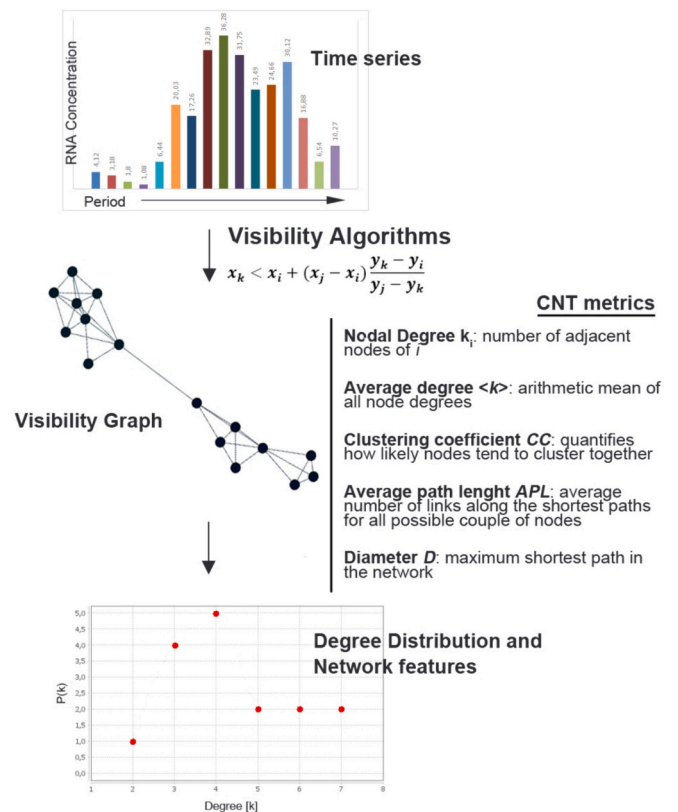 Time series
RNA Concentration
4,12
3,18
1,8
1,08
6,44
20,03
17,26
32,89
36,28
31,75
23,49
24,66
30,12
16,88
6,54
10,27
Period
Visibility Algorithms
x_k < x_i + (x_j − x_i) (y_k − y_i)/(y_j − y_k)
CNT metrics
Nodal Degree k_i: number of adjacent
nodes of i
Average degree <k>: arithmetic mean of
all node degrees
Clustering coefficient CC: quantifies
how likely nodes tend to cluster together
Average path lenght APL: average
number of links along the shortest paths
for all possible couple of nodes
Diameter D: maximum shortest path in
the network
Visibility Graph
Degree Distribution and
Network features
P(k)
5,0
4,5
4,0
3,5
3,0
2,5
2,0
1,5
1,0
0,5
0,0
1 2 3 4 5 6 7 8
Degree [k]